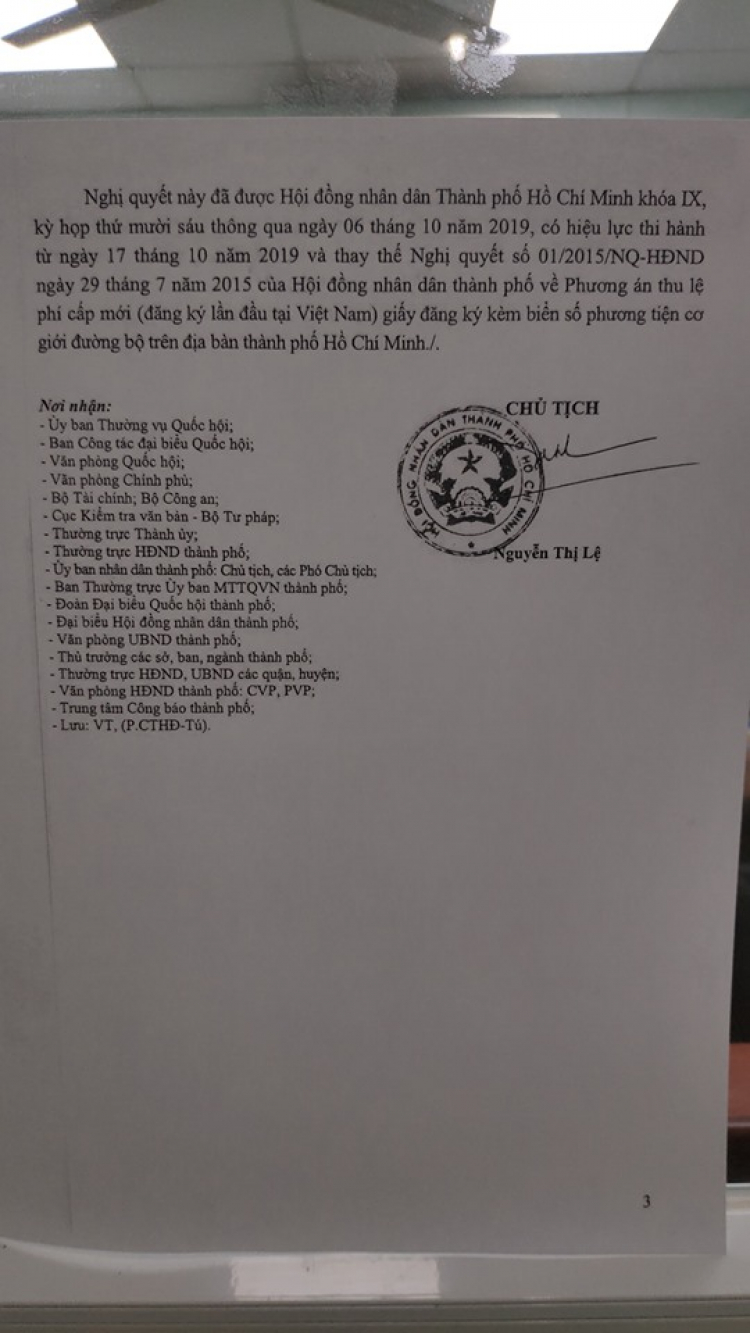 Nghị quyết này đã được Hội đồng nhân dân Thành phố Hồ Chí Minh khóa IX,
kỳ họp thứ mười sáu thông qua ngày 06 tháng 10 năm 2019, có hiệu lực thi hành
từ ngày 17 tháng 10 năm 2019 và thay thế Nghị quyết số 01/2015/NQ-HĐND
ngày 29 tháng 7 năm 2015 của Hội đồng nhân dân thành phố về Phương án thu lệ
phí cấp mới (đăng ký lần đầu tại Việt Nam) giấy đăng ký kèm biển số phương tiện cơ
giới đường bộ trên địa bàn thành phố Hồ Chí Minh./.
Nơi nhận:
- Ủy ban Thường vụ Quốc hội;
- Ban Công tác đại biểu Quốc hội;
- Văn phòng Quốc hội;
- Văn phòng Chính phủ;
- Bộ Tài chính; Bộ Công an;
- Cục Kiểm tra văn bản - Bộ Tư pháp;
- Thường trực Thành ủy;
- Thường trực HĐND thành phố;
- Ủy ban nhân dân thành phố: Chủ tịch, các Phó Chủ tịch;
- Ban Thường trực Ủy ban MTTQVN thành phố;
- Đoàn Đại biểu Quốc hội thành phố;
- Đại biểu Hội đồng nhân dân thành phố;
- Văn phòng UBND thành phố;
- Thủ trưởng các sở, ban, ngành thành phố;
- Thường trực HĐND, UBND các quận, huyện;
- Văn phòng HĐND thành phố: CVP, PVP;
- Trung tâm Công báo thành phố;
- Lưu: VT, (P.CTHĐ-Tú).
CHỦ TỊCH
HỘI ĐỒNG NHÂN DÂN THÀNH PHỐ HỒ CHÍ MINH
Nguyễn Thị Lệ
3